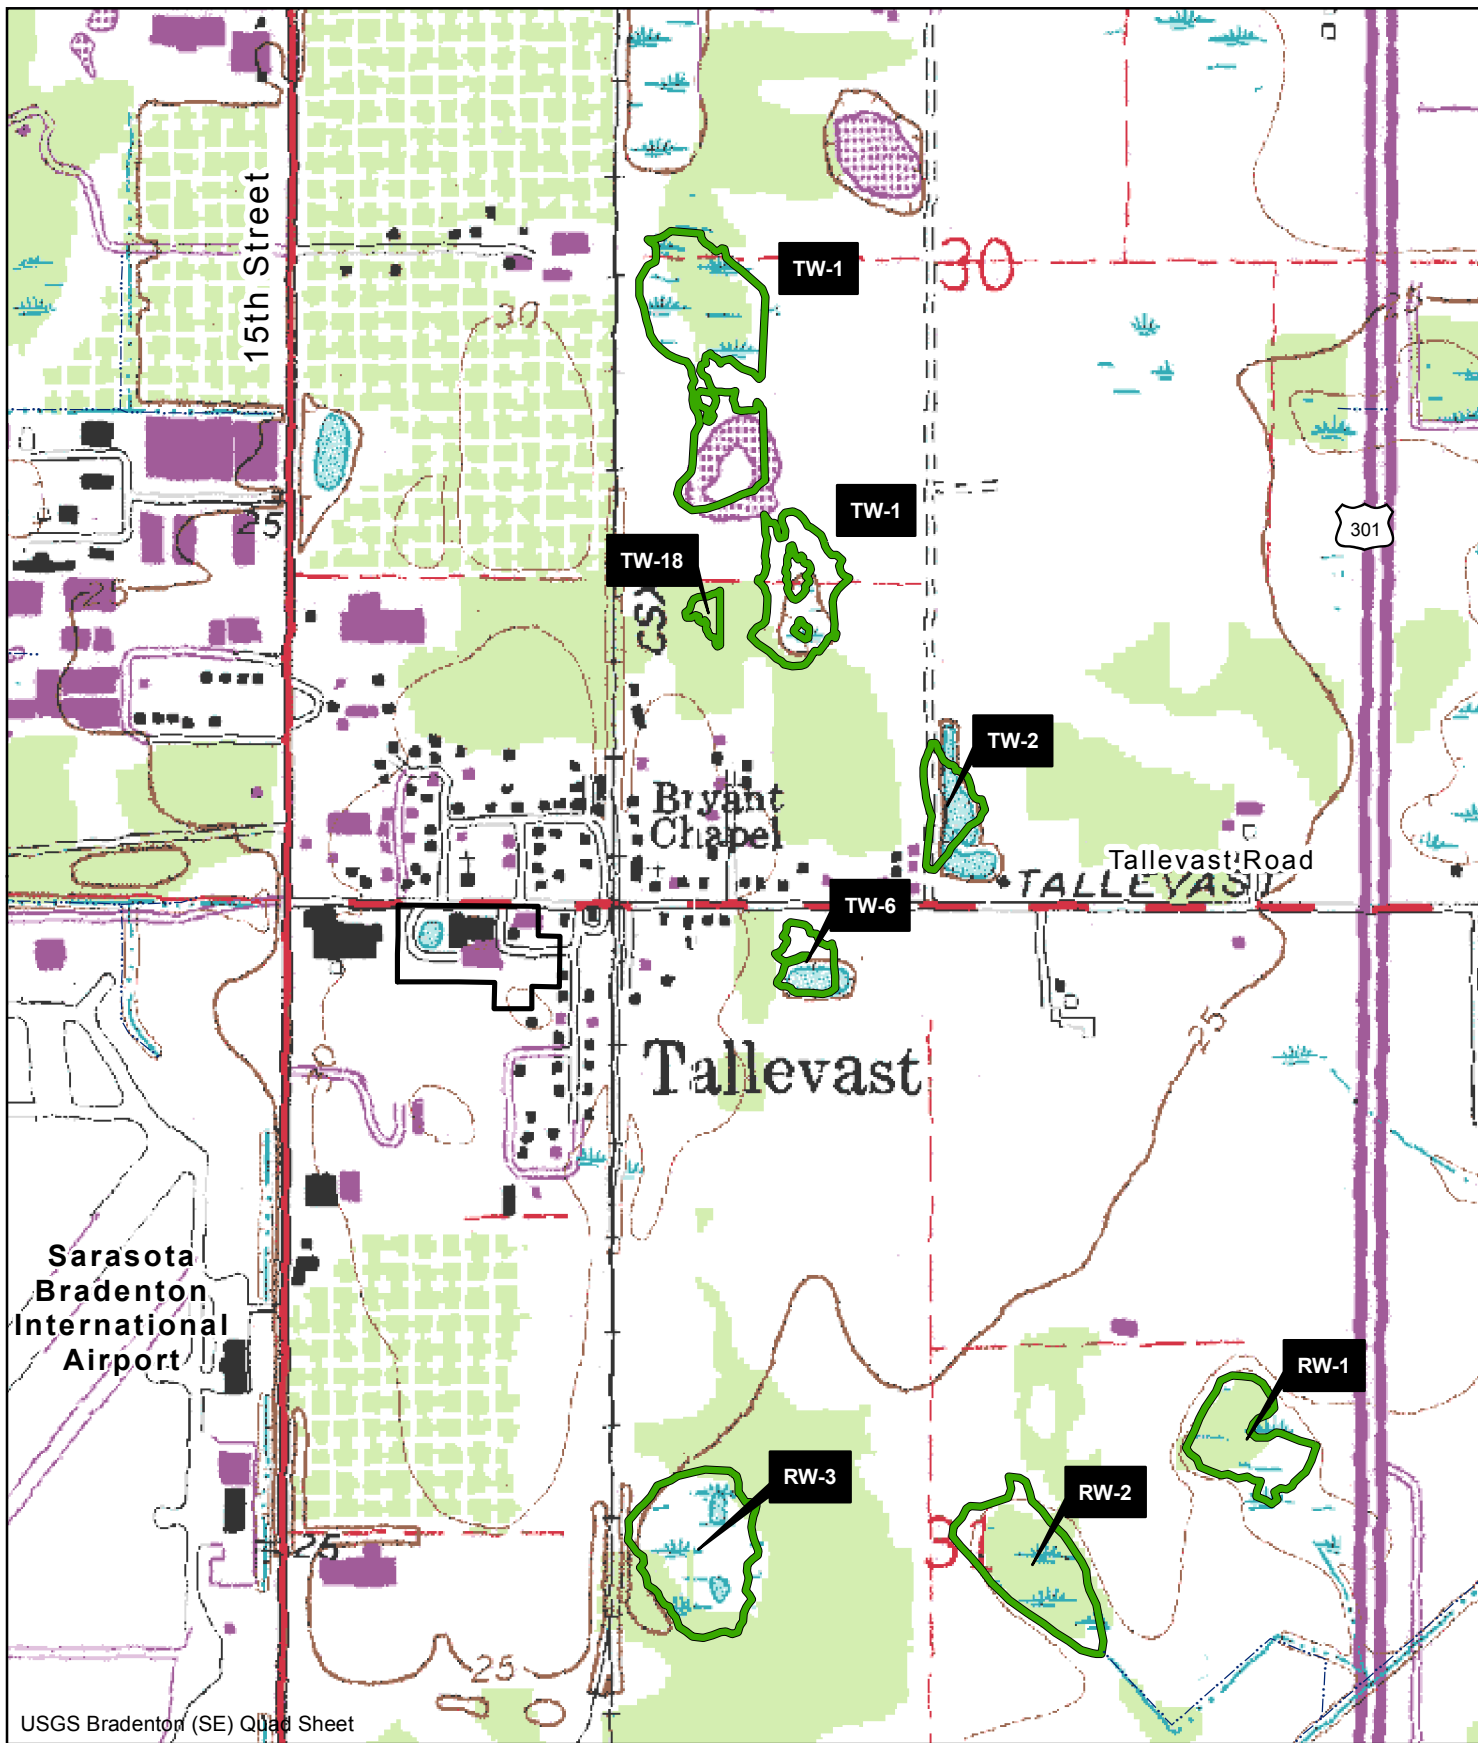 15th Street
TW-1
30
30
25
TW-1
301
TW-18
CSX
TW-2
Bryant
Chapel
Tallevast Road
TALLEVAST
TW-6
25
Tallevast
Sarasota
Bradenton
International
Airport
RW-1
RW-3
RW-2
31
25
25
USGS Bradenton (SE) Quad Sheet